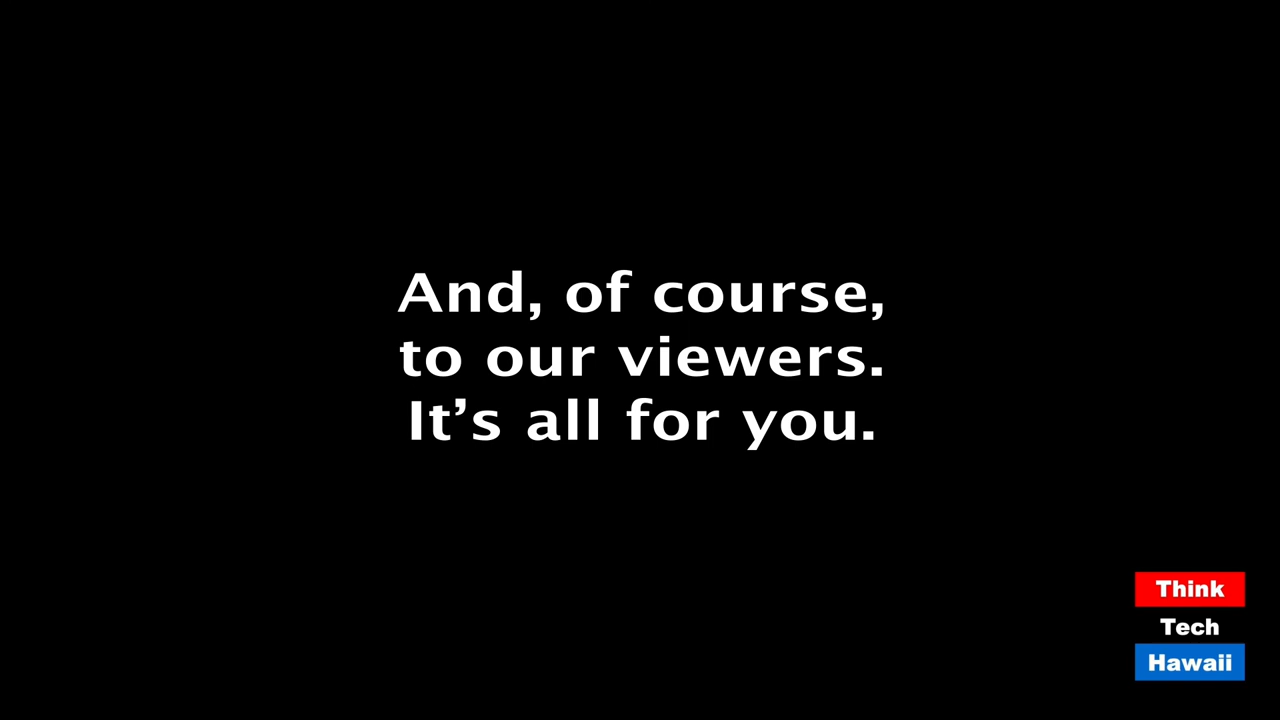 And, of course,
to our viewers.
It’s all for you.
Think
Tech
Hawaii